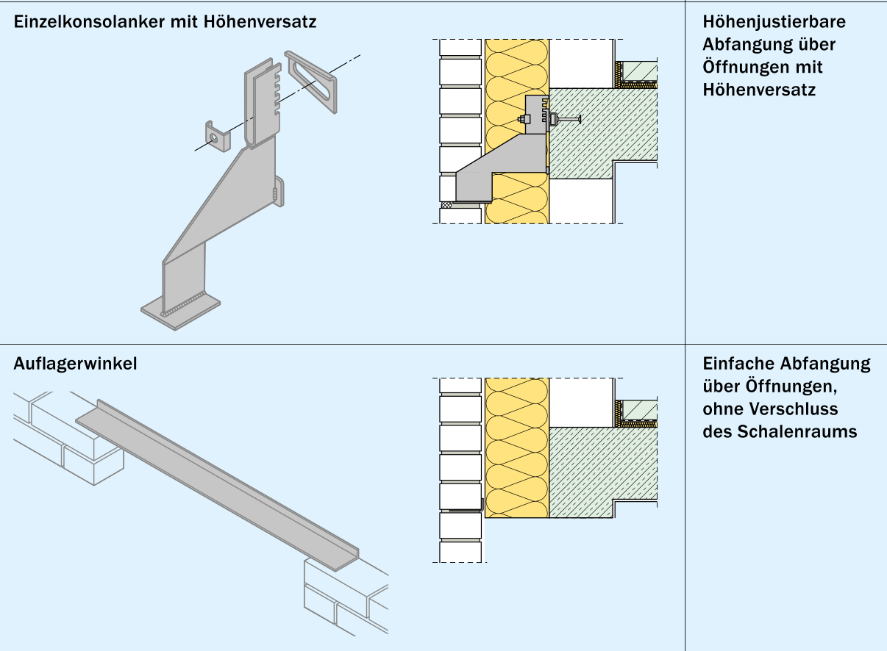 Einzelkonsolanker mit Höhenversatz
Höhenjustierbare
Abfangung über
Öffnungen mit
Höhenversatz
Auflagerwinkel
Einfache Abfangung
über Öffnungen,
ohne Verschluss
des Schalenraums